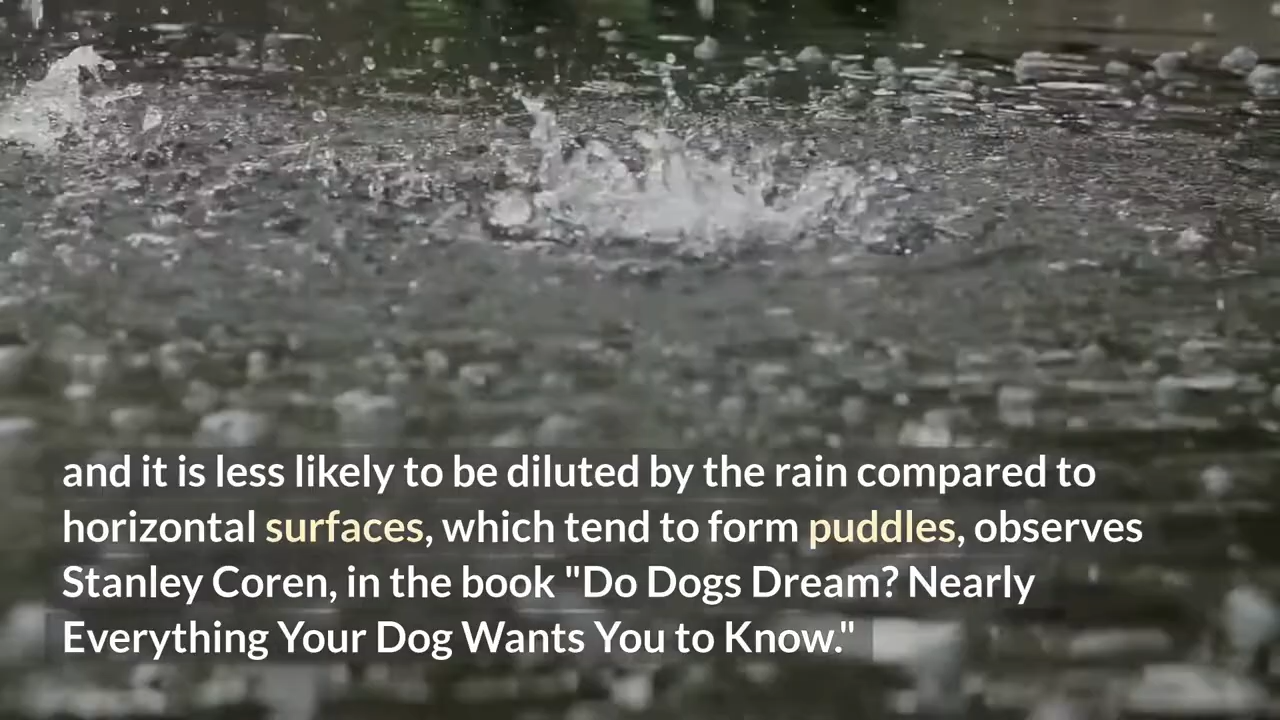 and it is less likely to be diluted by the rain compared to
horizontal surfaces, which tend to form puddles, observes
Stanley Coren, in the book "Do Dogs Dream? Nearly
Everything Your Dog Wants You to Know."